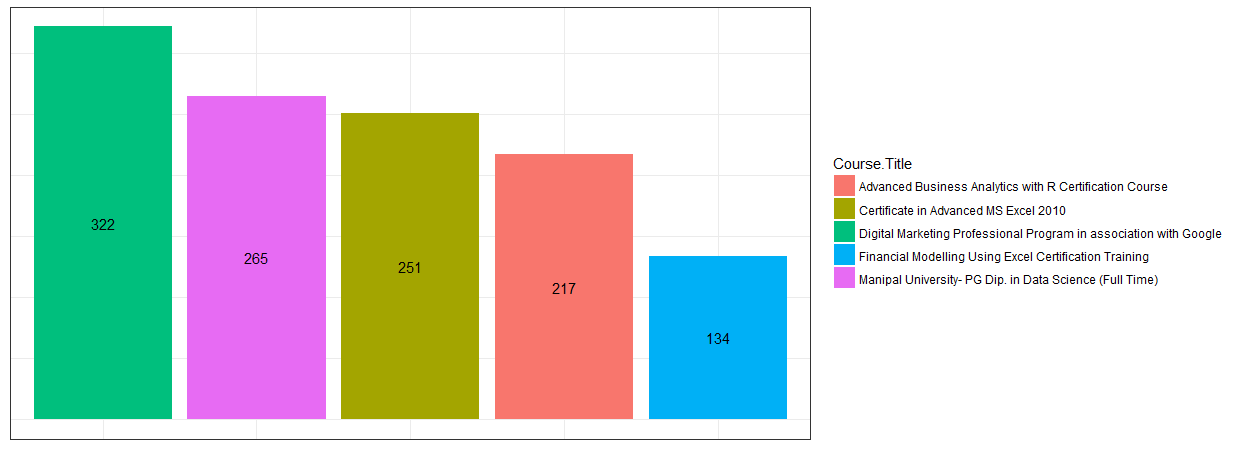 322
265
251
217
134
Course.Title
Advanced Business Analytics with R Certification Course
Certificate in Advanced MS Excel 2010
Digital Marketing Professional Program in association with Google
Financial Modelling Using Excel Certification Training
Manipal University- PG Dip. in Data Science (Full Time)